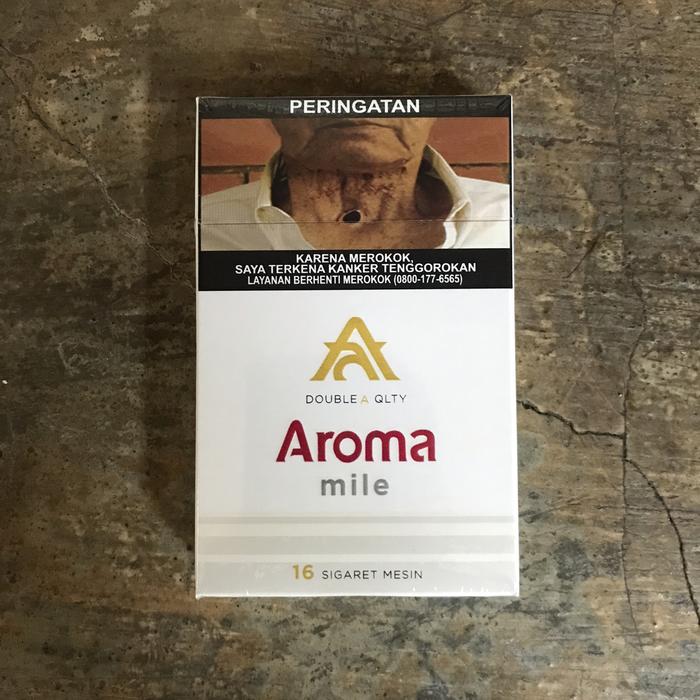 PERINGATAN
KARENA MEROKOK,
SAYA TERKENA KANKER TENGGOROKAN
LAYANAN BERHENTI MEROKOK (0800-177-6565)
DOUBLE A QLTY
Aroma
mile
16 SIGARET MESIN